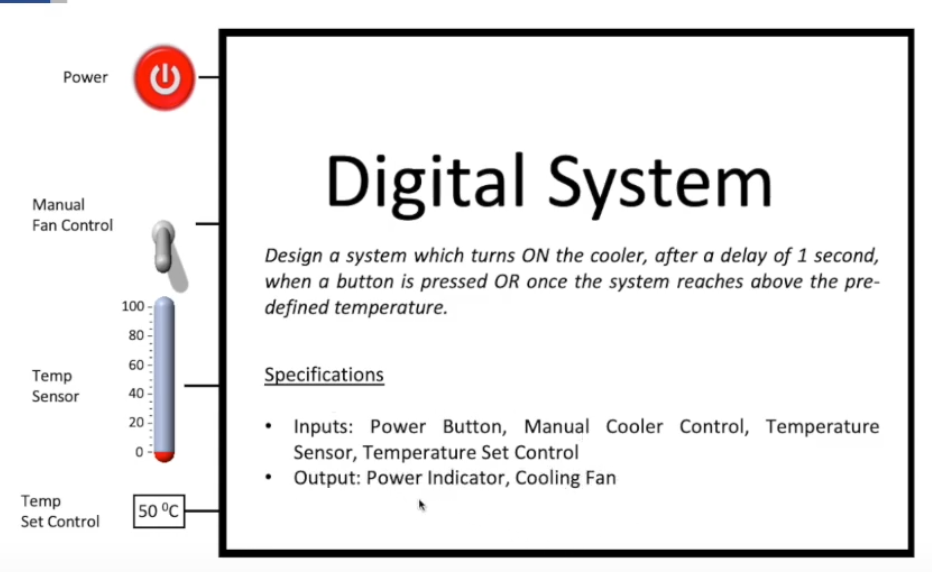 Power
Manual
Fan Control
100
80
60
40
20
0
Temp
Sensor
Temp
Set Control
50 ⁰C
Digital System
Design a system which turns ON the cooler, after a delay of 1 second,
when a button is pressed OR once the system reaches above the pre-
defined temperature.
Specifications
• Inputs: Power Button, Manual Cooler Control, Temperature
Sensor, Temperature Set Control
• Output: Power Indicator, Cooling Fan